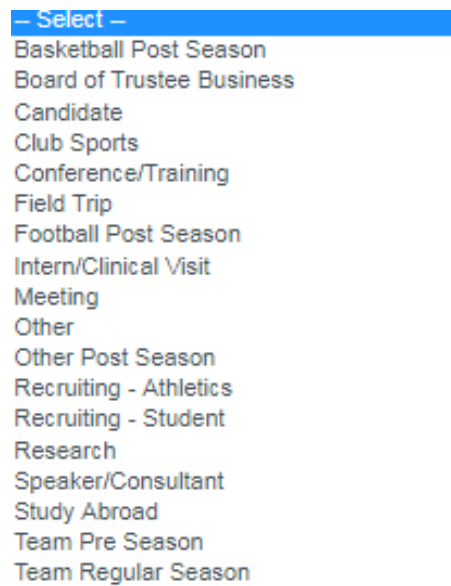 -- Select --
Basketball Post Season
Board of Trustee Business
Candidate
Club Sports
Conference/Training
Field Trip
Football Post Season
Intern/Clinical Visit
Meeting
Other
Other Post Season
Recruiting - Athletics
Recruiting - Student
Research
Speaker/Consultant
Study Abroad
Team Pre Season
Team Regular Season